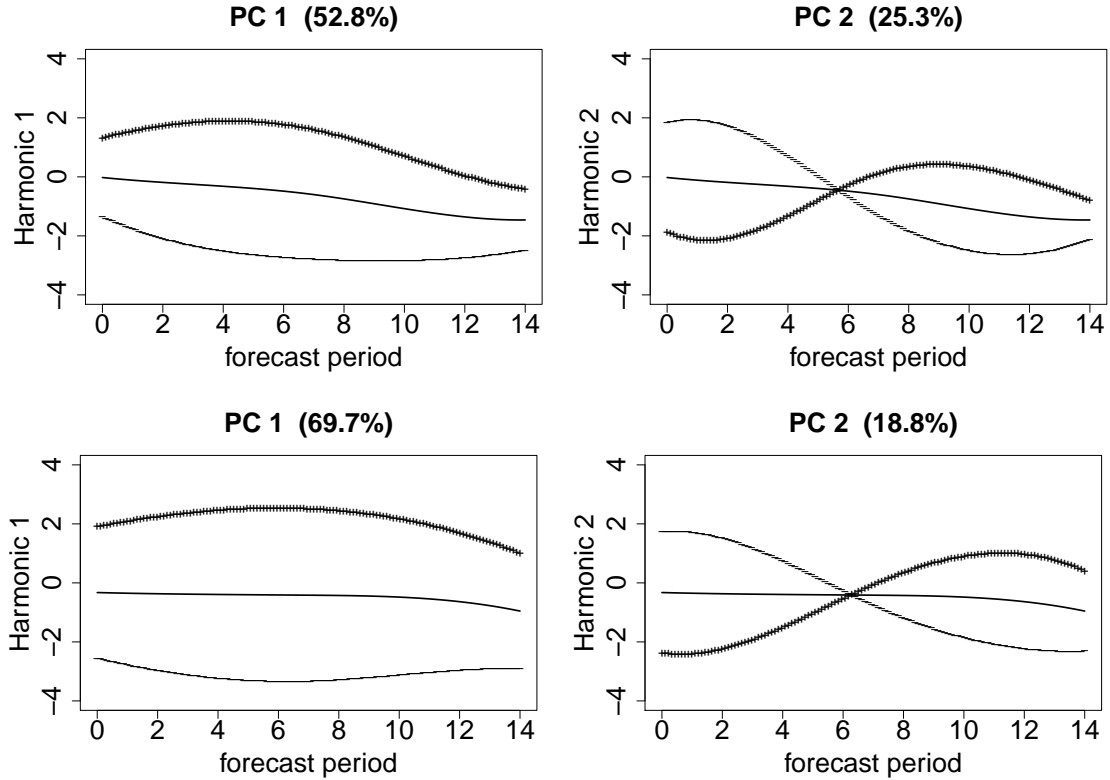 PC 1 (52.8%)
Harmonic 1
4
2
0
−2
−4
0 2 4 6 8 10 12 14
forecast period
PC 2 (25.3%)
Harmonic 2
4
2
0
−2
−4
0 2 4 6 8 10 12 14
forecast period
PC 1 (69.7%)
Harmonic 1
4
2
0
−2
−4
0 2 4 6 8 10 12 14
forecast period
PC 2 (18.8%)
Harmonic 2
4
2
0
−2
−4
0 2 4 6 8 10 12 14
forecast period